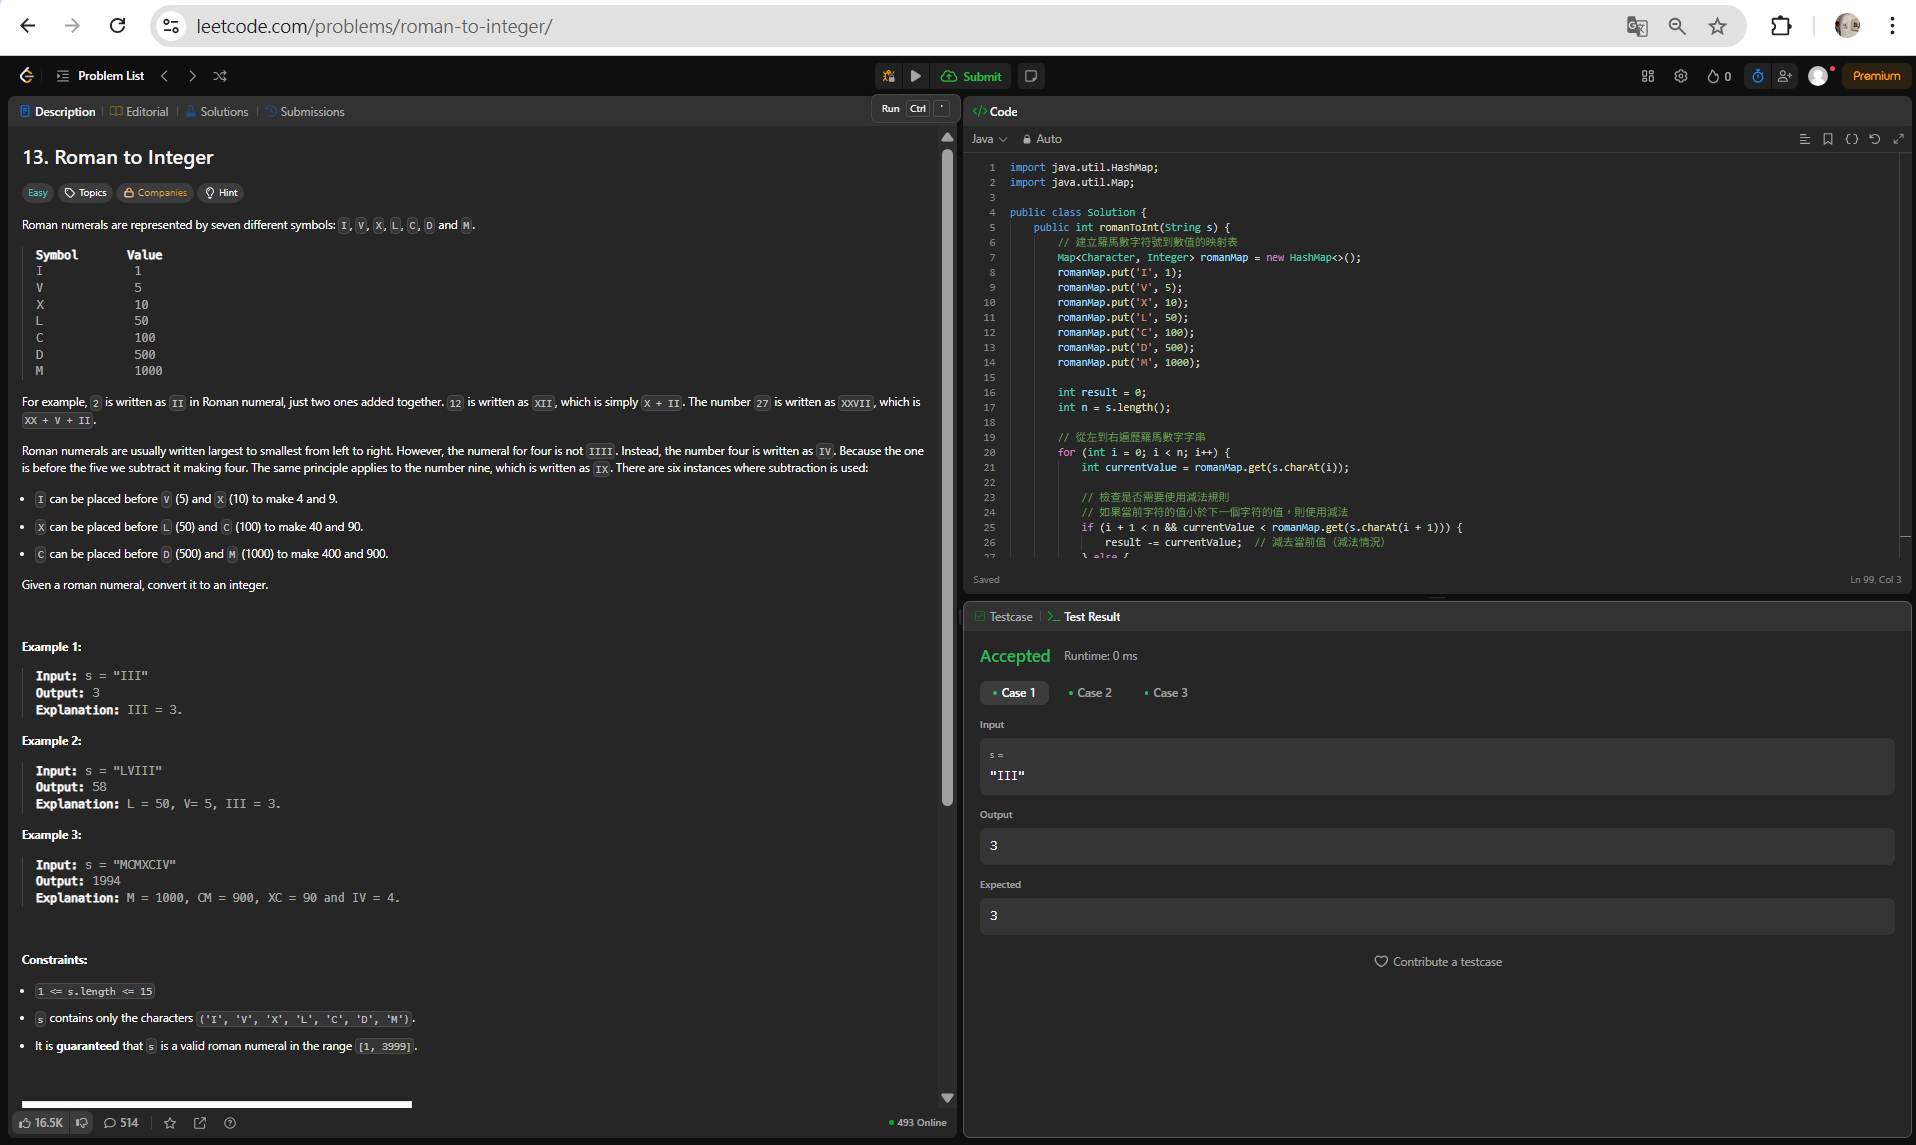 leetcode.com/problems/roman-to-integer/
Problem List
Submit
0
Premium
Description
Editorial
Solutions
Submissions
Run Ctrl '
13. Roman to Integer
Easy
Topics
Companies
Hint
Roman numerals are represented by seven different symbols: I, V, X, L, C, D and M.
Symbol Value
I 1
V 5
X 10
L 50
C 100
D 500
M 1000
For example, 2 is written as II in Roman numeral, just two ones added together. 12 is written as XII, which is simply X + II. The number 27 is written as XXVII, which is
XX + V + II.
Roman numerals are usually written largest to smallest from left to right. However, the numeral for four is not IIII. Instead, the number four is written as IV. Because the one
is before the five we subtract it making four. The same principle applies to the number nine, which is written as IX. There are six instances where subtraction is used:
• I can be placed before V (5) and X (10) to make 4 and 9.
• X can be placed before L (50) and C (100) to make 40 and 90.
• C can be placed before D (500) and M (1000) to make 400 and 900.
Given a roman numeral, convert it to an integer.
Example 1:
Input: s = "III"
Output: 3
Explanation: III = 3.
Example 2:
Input: s = "LVIII"
Output: 58
Explanation: L = 50, V= 5, III = 3.
Example 3:
Input: s = "MCMXCIV"
Output: 1994
Explanation: M = 1000, CM = 900, XC = 90 and IV = 4.
Constraints:
• 1 <= s.length <= 15
• s contains only the characters ('I', 'V', 'X', 'L', 'C', 'D', 'M').
• It is guaranteed that s is a valid roman numeral in the range [1, 3999].
16.5K
514
493 Online
</> Code
Java
Auto
1 import java.util.HashMap;
2 import java.util.Map;
3
4 public class Solution {
5 public int romanToInt(String s) {
6 // 建立羅馬數字符號到數值的映射表
7 Map<Character, Integer> romanMap = new HashMap<>();
8 romanMap.put('I', 1);
9 romanMap.put('V', 5);
10 romanMap.put('X', 10);
11 romanMap.put('L', 50);
12 romanMap.put('C', 100);
13 romanMap.put('D', 500);
14 romanMap.put('M', 1000);
15
16 int result = 0;
17 int n = s.length();
18
19 // 從左到右遍歷羅馬數字字串
20 for (int i = 0; i < n; i++) {
21 int currentValue = romanMap.get(s.charAt(i));
22
23 // 檢查是否需要使用減法規則
24 // 如果當前字符的值小於下一個字符的值，則使用減法
25 if (i + 1 < n && currentValue < romanMap.get(s.charAt(i + 1))) {
26 result -= currentValue; // 減去當前值（減法情況）
27 } else {
Saved
Ln 99, Col 3
Testcase
>_ Test Result
Accepted
Runtime: 0 ms
• Case 1
• Case 2
• Case 3
Input
s =
"III"
Output
3
Expected
3
Contribute a testcase